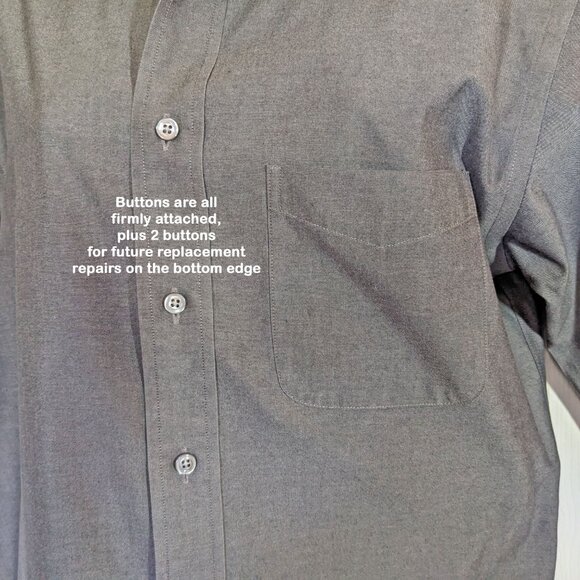 Buttons are all
firmly attached,
plus 2 buttons
for future replacement
repairs on the bottom edge